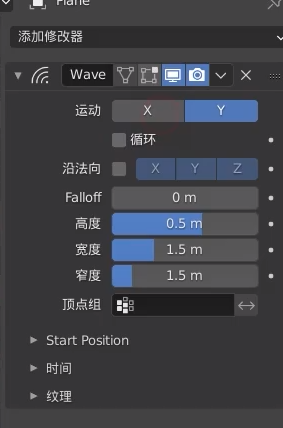 Plane
添加修改器
Wave
运动 X Y
循环
沿法向 X Y Z
Falloff 0 m
高度 0.5 m
宽度 1.5 m
窄度 1.5 m
顶点组
Start Position
时间
纹理